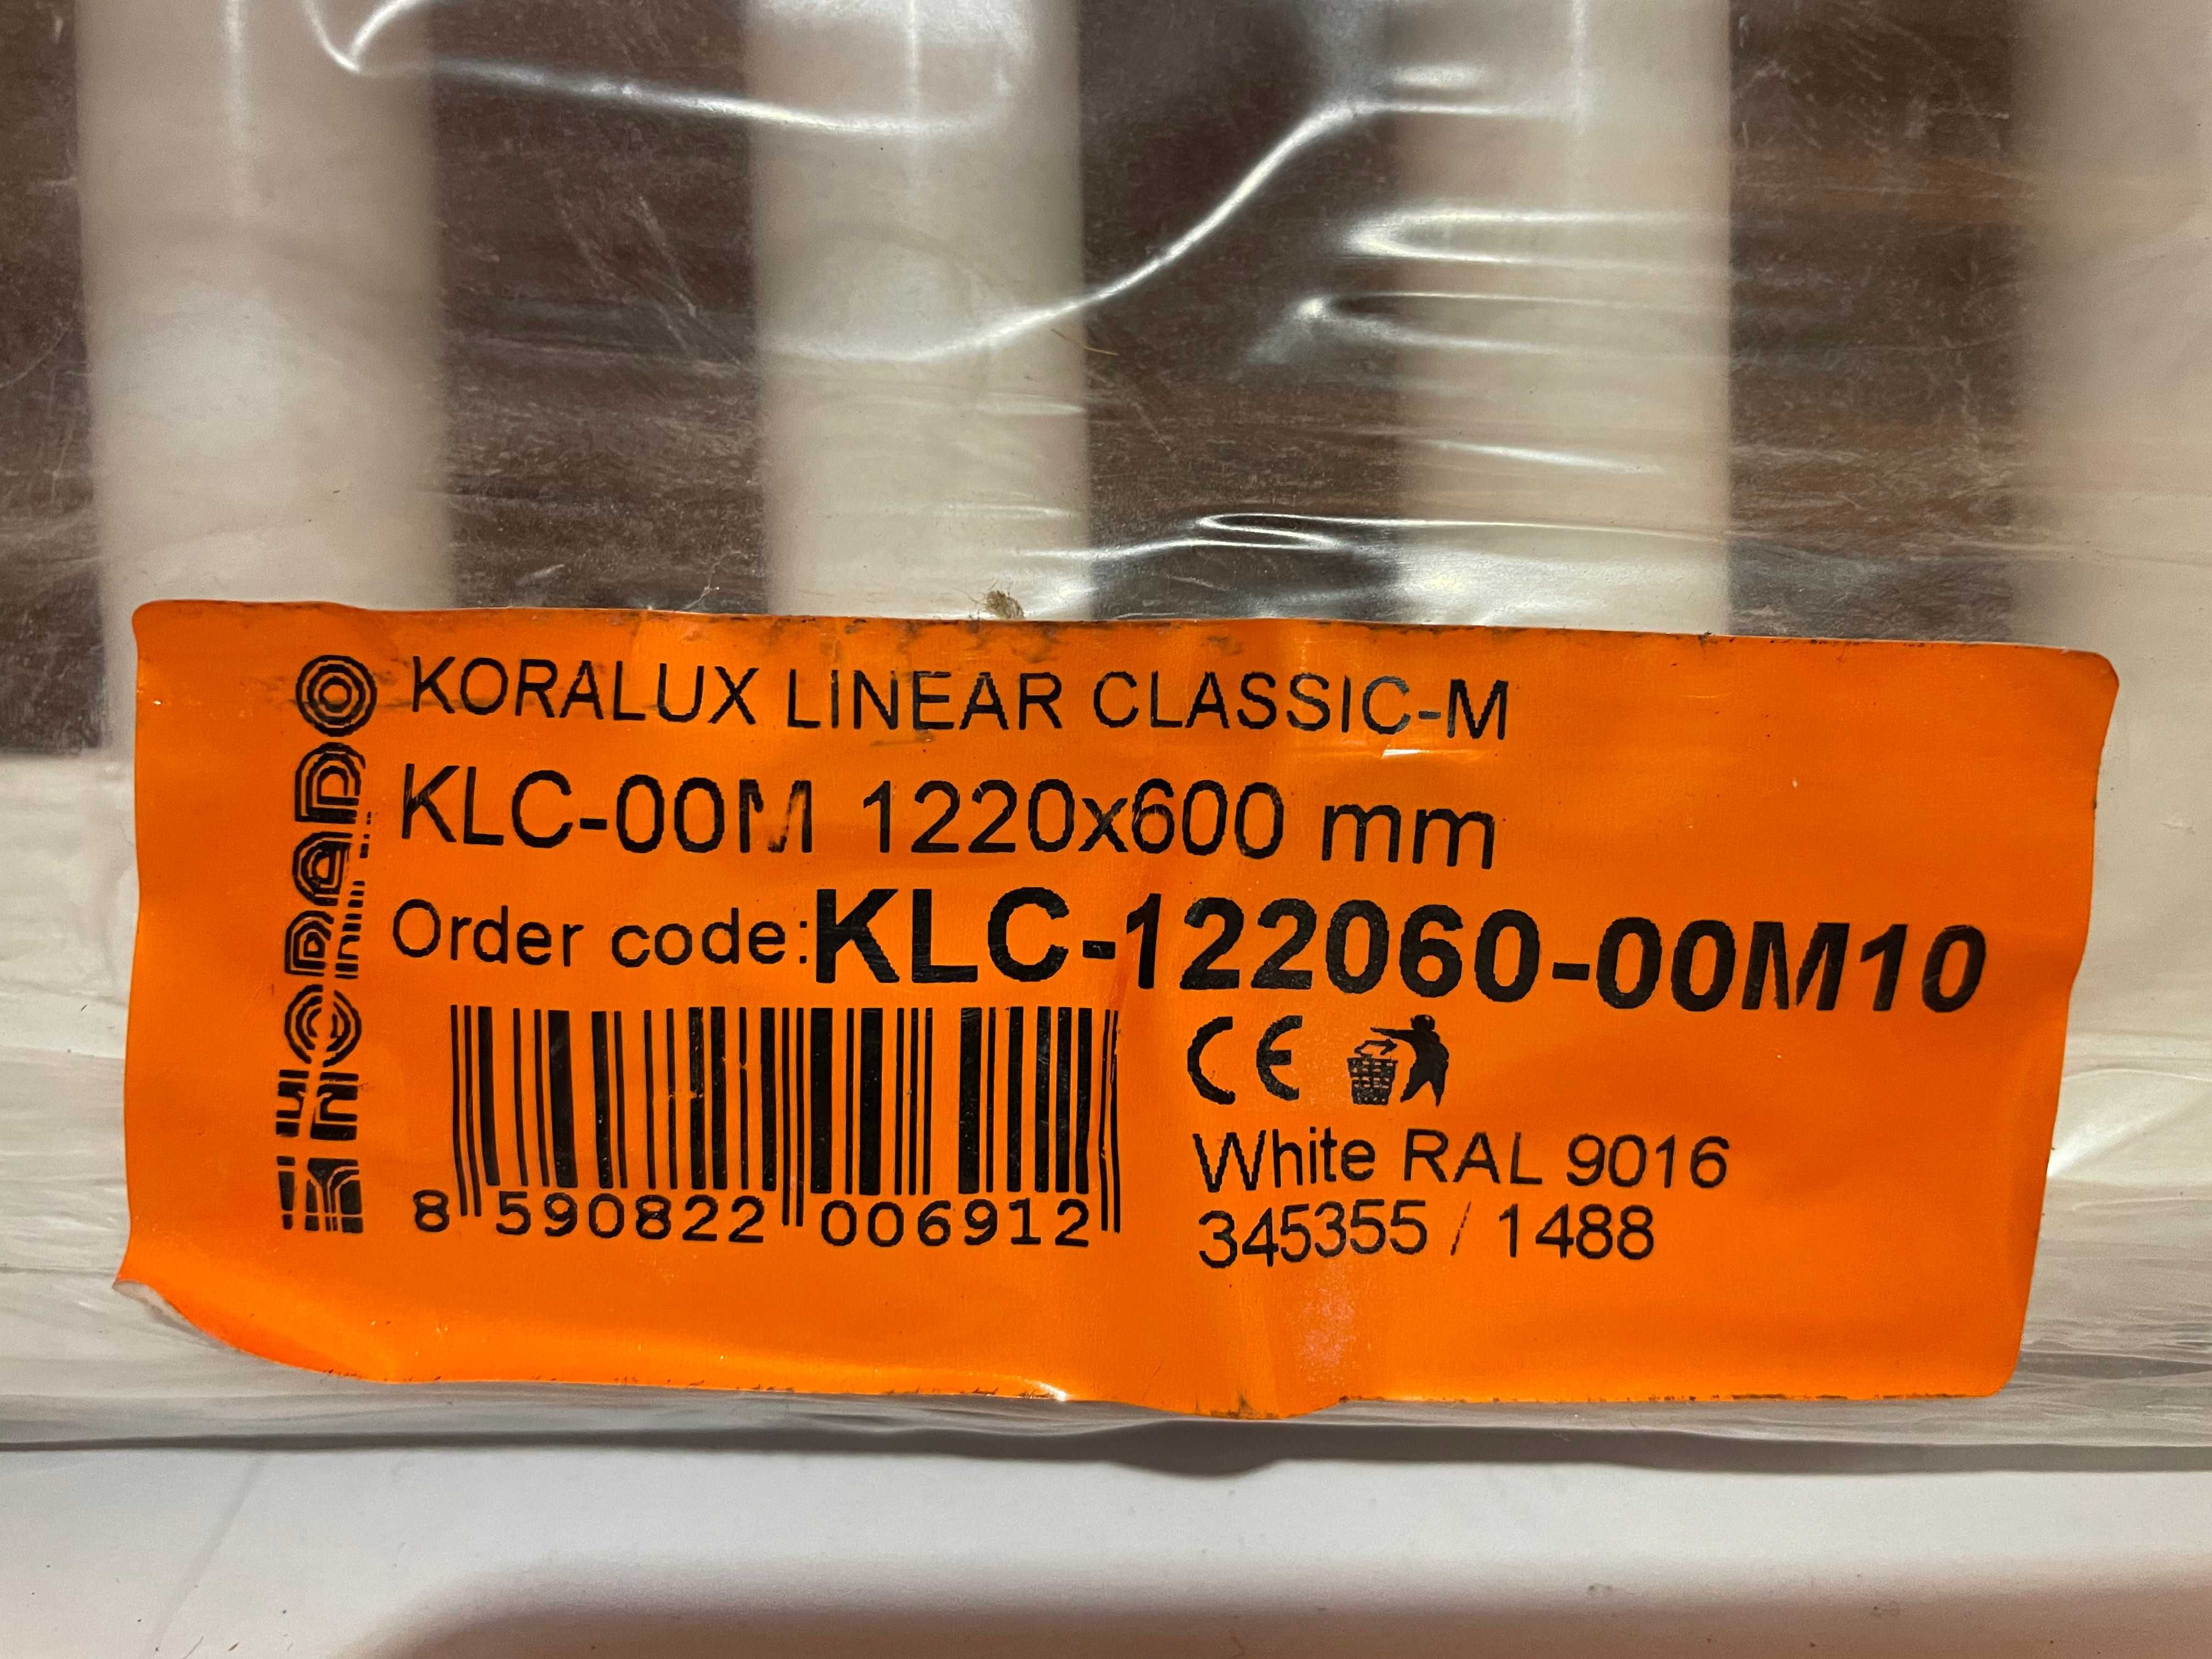 KORADO
KORALUX LINEAR CLASSIC-M
KLC-00M 1220x600 mm
Order code:KLC-122060-00M10
CE
White RAL 9016
345355 / 1488
8 590822 006912